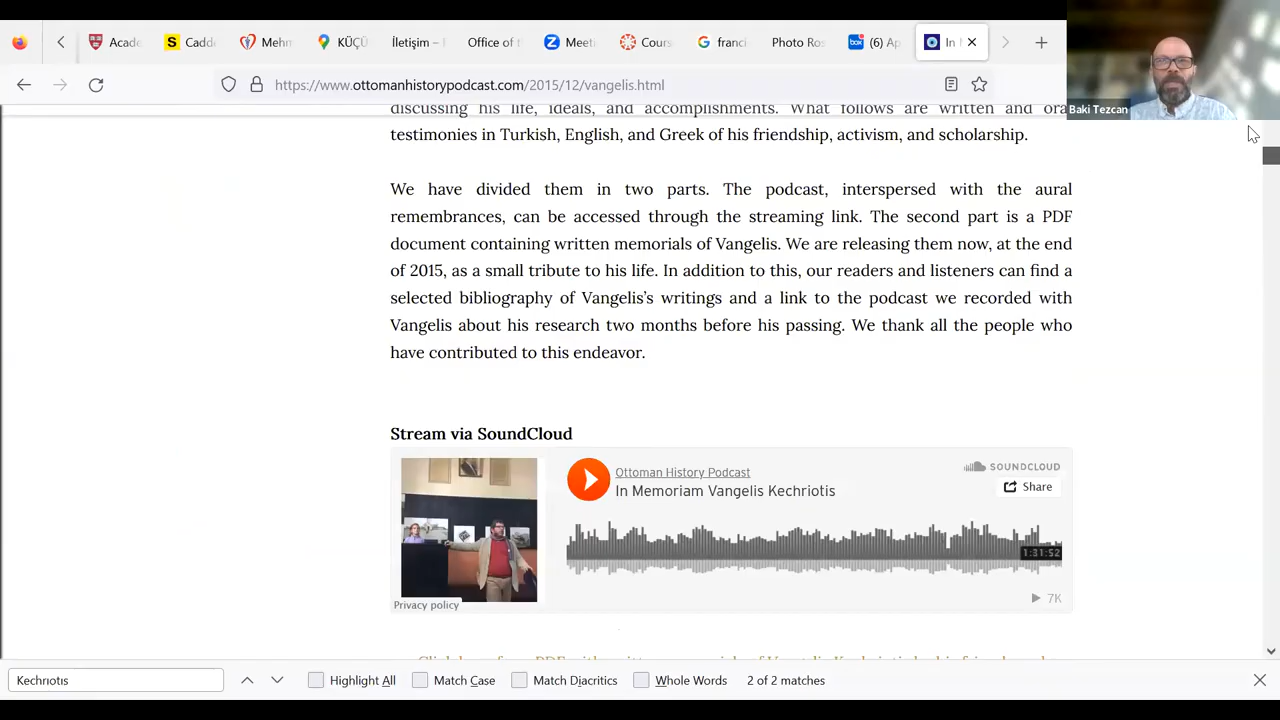 Acade
S Cadde
Mehm
KÜÇÜ
İletişim –
Office of t
Z Meeti
Cours
G franci
Photo Ros
box (6) Ap
In M
https://www.ottomanhistorypodcast.com/2015/12/vangelis.html
Baki Tezcan
discussing his life, ideals, and accomplishments. What follows are written and ora
testimonies in Turkish, English, and Greek of his friendship, activism, and scholarship.
We have divided them in two parts. The podcast, interspersed with the aural
remembrances, can be accessed through the streaming link. The second part is a PDF
document containing written memorials of Vangelis. We are releasing them now, at the end
of 2015, as a small tribute to his life. In addition to this, our readers and listeners can find a
selected bibliography of Vangelis's writings and a link to the podcast we recorded with
Vangelis about his research two months before his passing. We thank all the people who
have contributed to this endeavor.
Stream via SoundCloud
Ottoman History Podcast
In Memoriam Vangelis Kechriotis
SOUNDCLOUD
Share
1:31:52
Privacy policy
7K
Kechriotıs
Highlight All
Match Case
Match Diacritics
Whole Words
2 of 2 matches